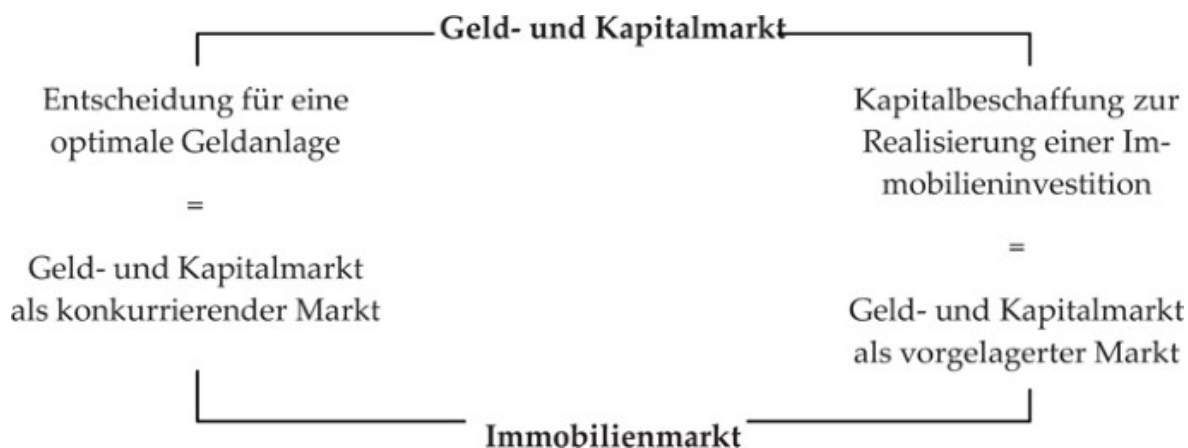 Geld- und Kapitalmarkt
Entscheidung für eine
optimale Geldanlage
=
Geld- und Kapitalmarkt
als konkurrierender Markt
Kapitalbeschaffung zur
Realisierung einer Im-
mobilieninvestition
=
Geld- und Kapitalmarkt
als vorgelagerter Markt
Immobilienmarkt